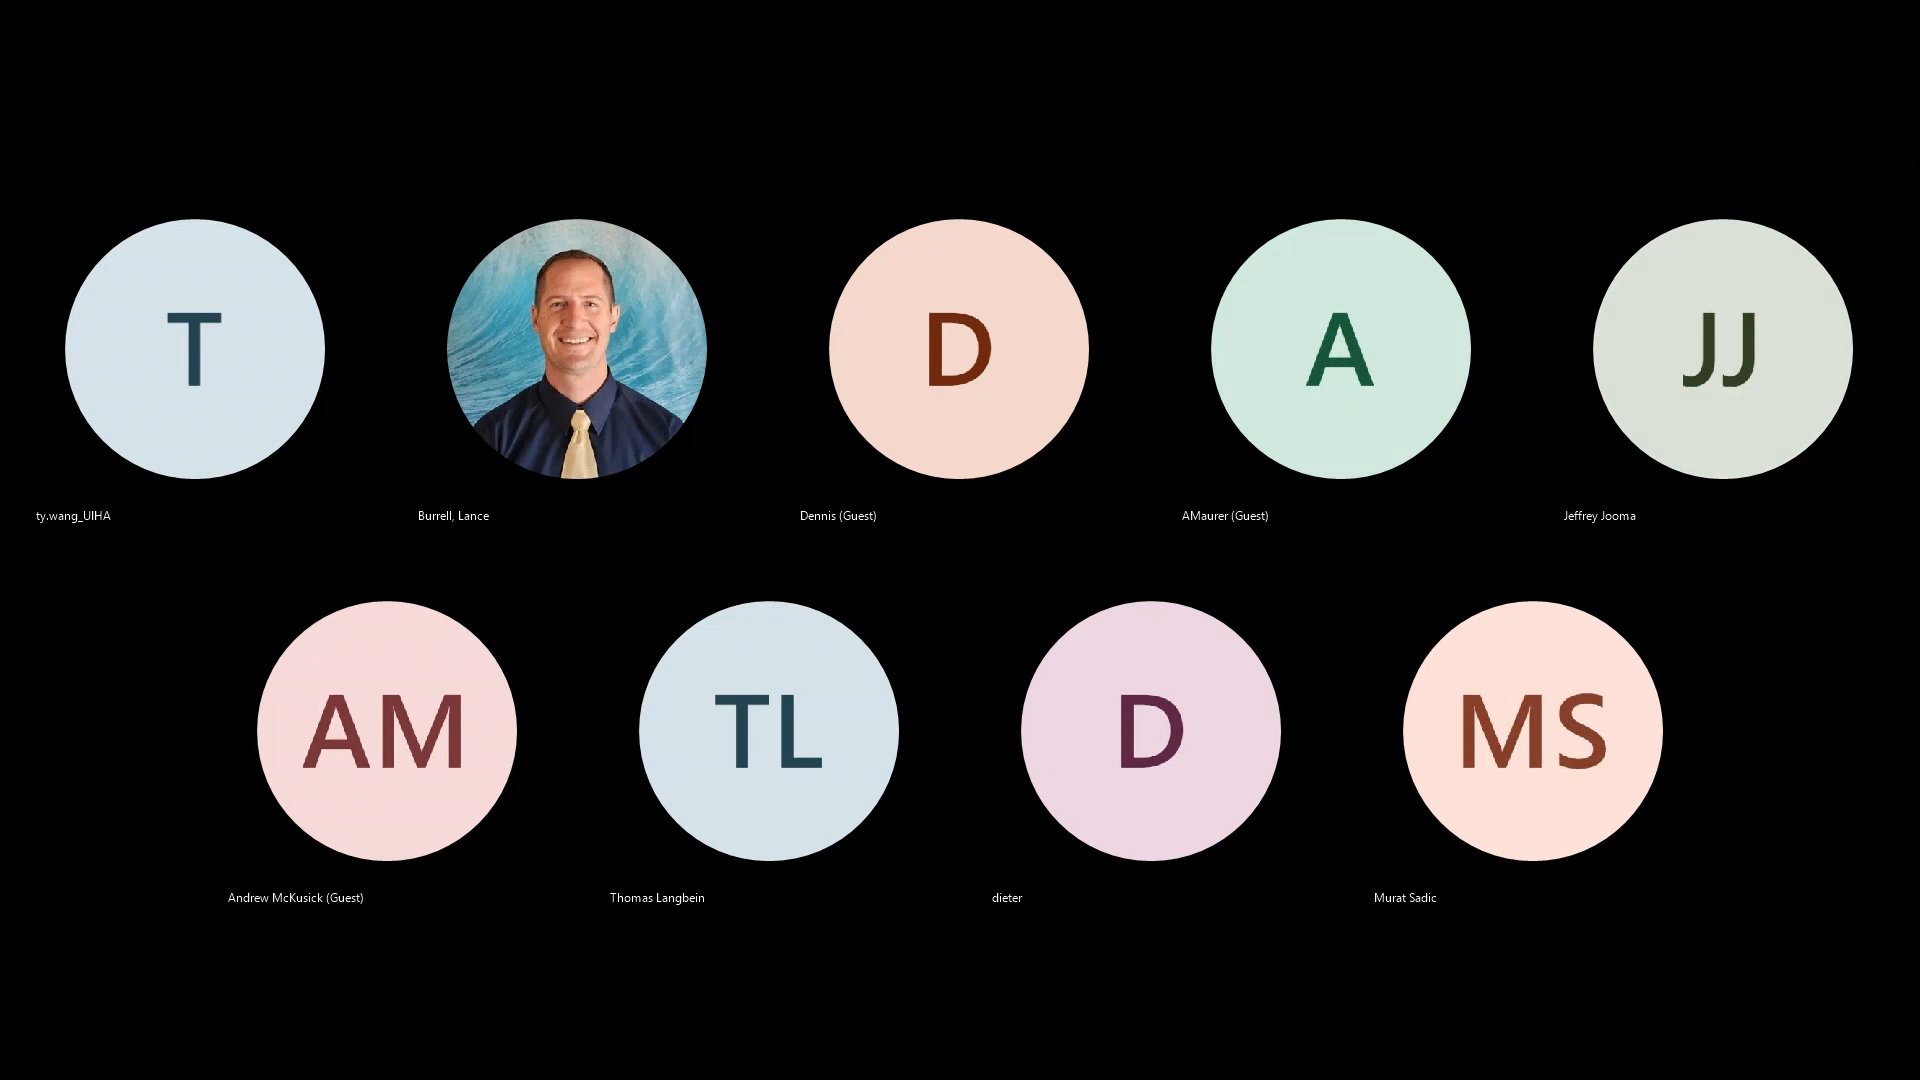 T
D
A
JJ
ty.wang_UIHA
Burrell, Lance
Dennis (Guest)
AMaurer (Guest)
Jeffrey Jooma
AM
TL
D
MS
Andrew McKusick (Guest)
Thomas Langbein
dieter
Murat Sadic